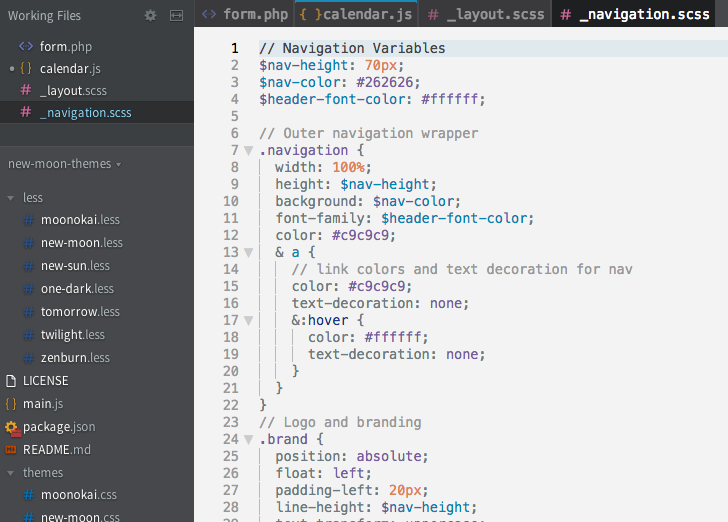 Working Files
form.php
calendar.js
_layout.scss
_navigation.scss
new-moon-themes
less
moonokai.less
new-moon.less
new-sun.less
one-dark.less
tomorrow.less
twilight.less
zenburn.less
LICENSE
main.js
package.json
README.md
themes
moonokai.css
new-moon.css
<> form.php { }calendar.js # _layout.scss # _navigation.scss
1 // Navigation Variables
2 $nav-height: 70px;
3 $nav-color: #262626;
4 $header-font-color: #ffffff;
5
6 // Outer navigation wrapper
7 .navigation {
8 width: 100%;
9 height: $nav-height;
10 background: $nav-color;
11 font-family: $header-font-color;
12 color: #c9c9c9;
13 & a {
14 // link colors and text decoration for nav
15 color: #c9c9c9;
16 text-decoration: none;
17 &:hover {
18 color: #ffffff;
19 text-decoration: none;
20 }
21 }
22 }
23 // Logo and branding
24 .brand {
25 position: absolute;
26 float: left;
27 padding-left: 20px;
28 line-height: $nav-height;